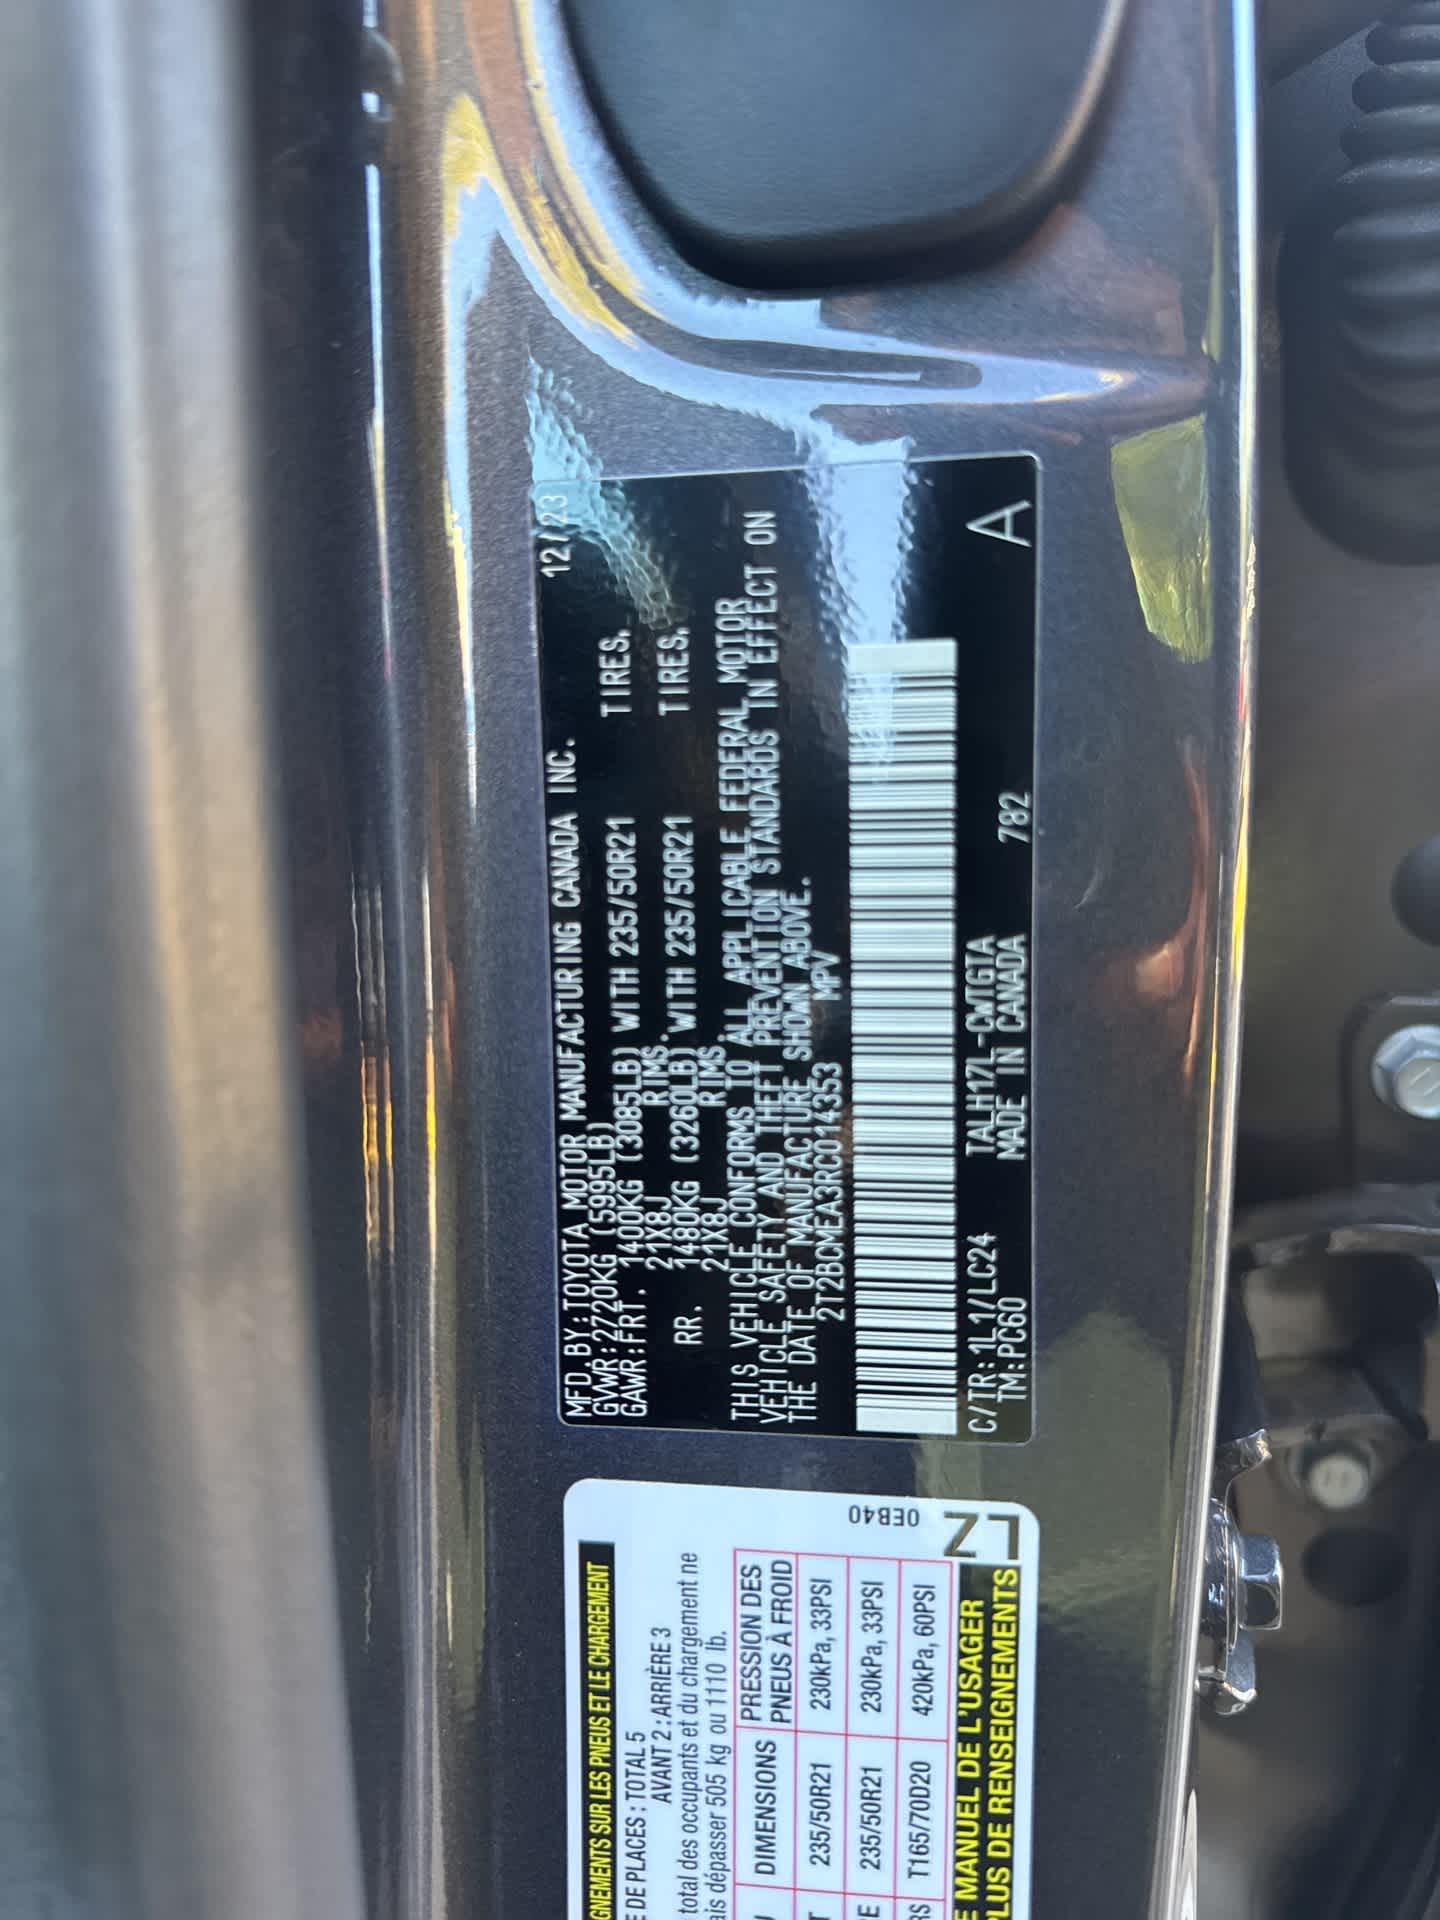 MFD.BY:TOYOTA MOTOR MANUFACTURING CANADA INC. 12/23
GVWR:2720KG (5995LB)
GAWR:FRT. 1400KG (3085LB) WITH 235/50R21 TIRES,
21X8J RIMS.
RR. 1480KG (3260LB) WITH 235/50R21 TIRES,
21X8J RIMS.
THIS VEHICLE CONFORMS TO ALL APPLICABLE FEDERAL MOTOR
VEHICLE SAFETY AND THEFT PREVENTION STANDARDS IN EFFECT ON
THE DATE OF MANUFACTURE SHOWN ABOVE.
2T2BCMEA3RC014353 MPV
C/TR:1L1/LC24 TALH17L-CWTGTA
TM:PC60 MADE IN CANADA 782 A
GNEMENTS SUR LES PNEUS ET LE CHARGEMENT
E DE PLACES : TOTAL 5
AVANT 2 : ARRIÈRE 3
total des occupants et du chargement ne
ais dépasser 505 kg ou 1110 lb.
DIMENSIONS PRESSION DES PNEUS À FROID
235/50R21 230kPa, 33PSI
235/50R21 230kPa, 33PSI
T165/70D20 420kPa, 60PSI
E MANUEL DE L'USAGER
PLUS DE RENSEIGNEMENTS
0EB40
LZ